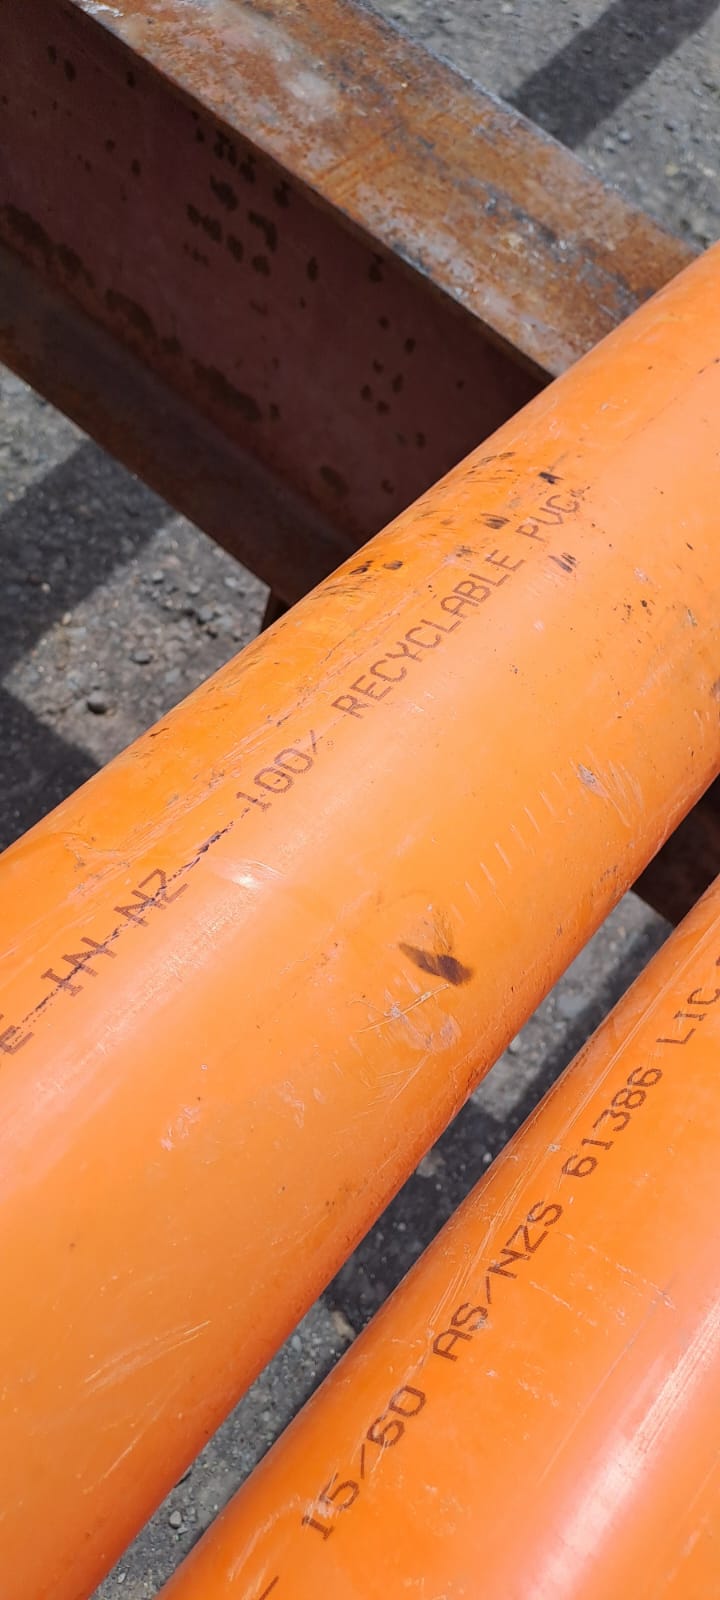 E IN NZ - 100% RECYCLABLE PVC
- 15/60 AS/NZS 61386 LIC